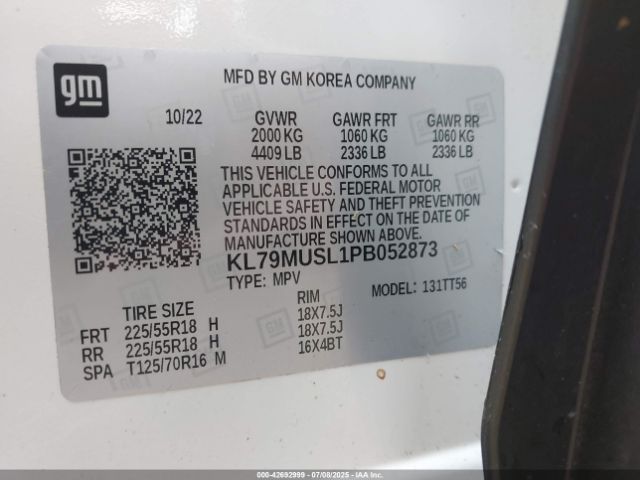 gm
MFD BY GM KOREA COMPANY
10/22 GVWR GAWR FRT GAWR RR
2000 KG 1060 KG 1060 KG
4409 LB 2336 LB 2336 LB
THIS VEHICLE CONFORMS TO ALL
APPLICABLE U.S. FEDERAL MOTOR
VEHICLE SAFETY AND THEFT PREVENTION
STANDARDS IN EFFECT ON THE DATE OF
MANUFACTURE SHOWN ABOVE.
KL79MUSL1PB052873
TYPE: MPV MODEL: 131TT56
TIRE SIZE RIM
FRT 225/55R18 H 18X7.5J
RR 225/55R18 H 18X7.5J
SPA T125/70R16 M 16X4BT
000-42692999 - 07/08/2025 - IAAI.COM